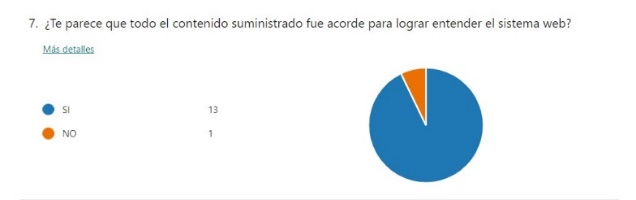 7. ¿Te parece que todo el contenido suministrado fue acorde para lograr entender el sistema web?
Más detalles
SI 13
NO 1